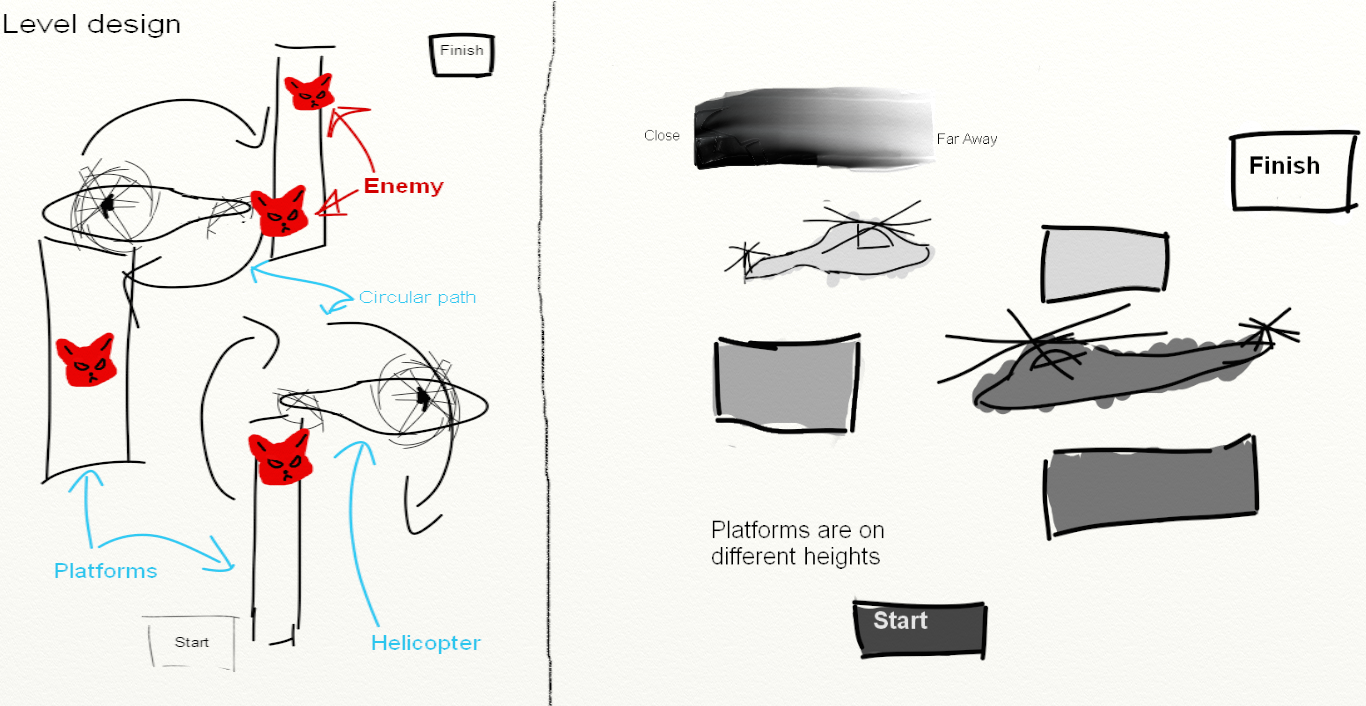 Level design
Finish
Enemy
Circular path
Platforms
Start
Helicopter
Close
Far Away
Finish
Platforms are on
different heights
Start